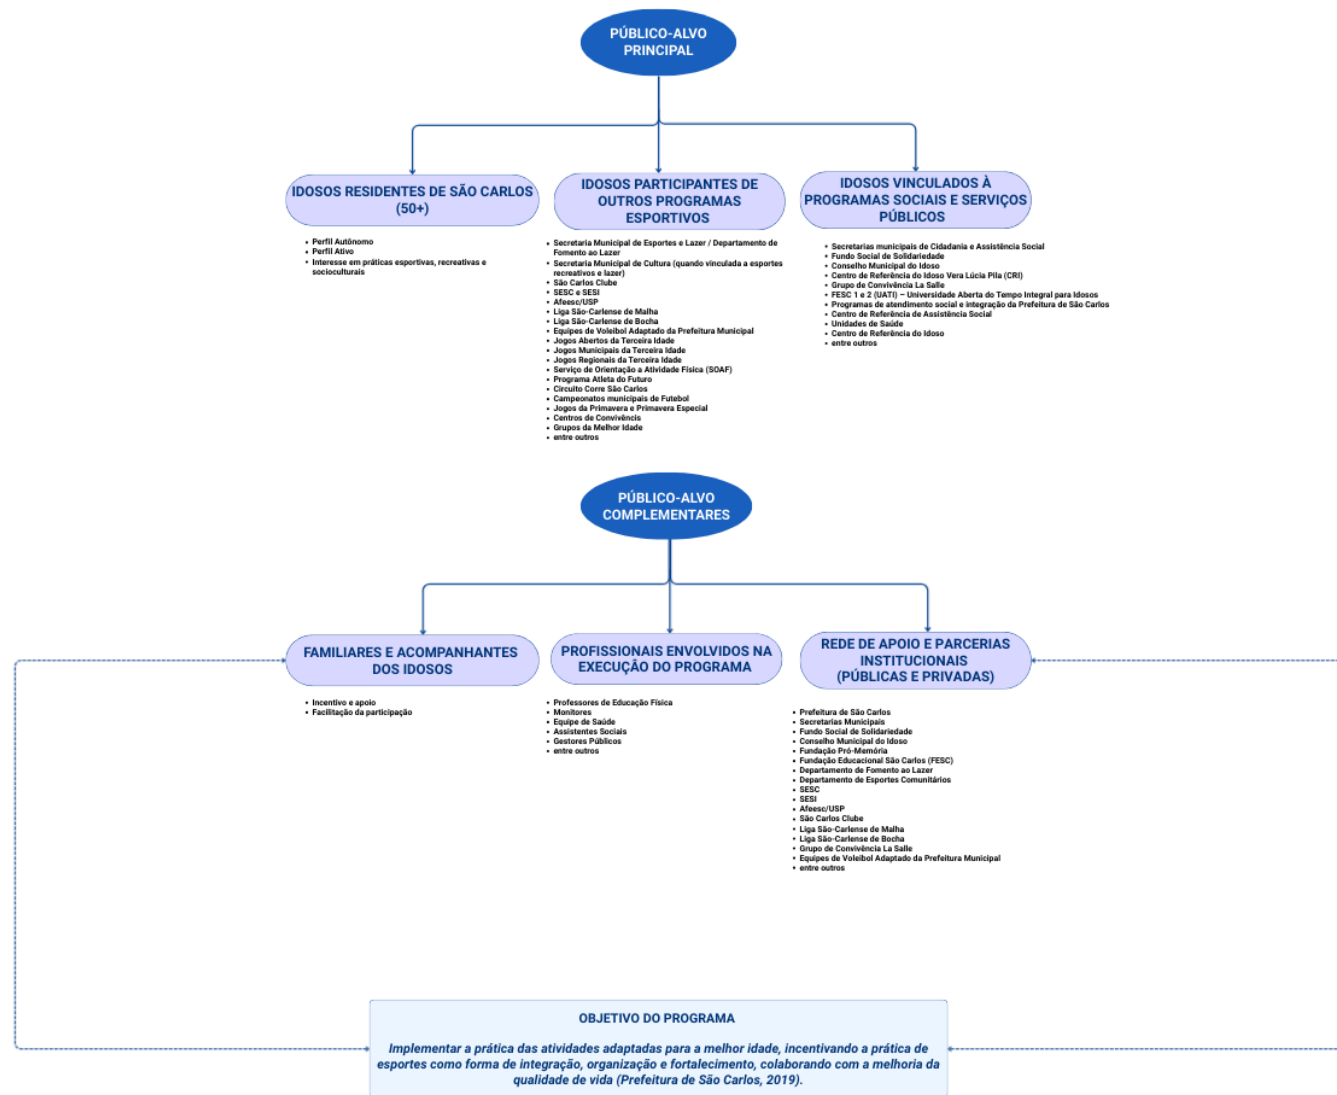 PÚBLICO-ALVO
PRINCIPAL
IDOSOS RESIDENTES DE SÃO CARLOS
(50+)
• Perfil Autônomo
• Perfil Ativo
• Interesse em práticas esportivas, recreativas e
socioculturais
IDOSOS PARTICIPANTES DE
OUTROS PROGRAMAS
ESPORTIVOS
• Secretaria Municipal de Esportes e Lazer / Departamento de
Fomento ao Lazer
• Secretaria Municipal de Cultura (quando vinculada a esportes
recreativos e lazer)
• São Carlos Clube
• SESC e SESI
• Afeesc/USP
• Liga São-Carlense de Malha
• Liga São-Carlense de Bocha
• Equipes de Voleibol Adaptado da Prefeitura Municipal
• Jogos Abertos da Terceira Idade
• Jogos Municipais da Terceira Idade
• Jogos Regionais da Terceira Idade
• Serviço de Orientação a Atividade Física (SOAF)
• Programa Atleta do Futuro
• Circuito Corre São Carlos
• Campeonatos municipais de Futebol
• Jogos da Primavera e Primavera Especial
• Centros de Convivêncis
• Grupos da Melhor Idade
• entre outros
IDOSOS VINCULADOS À
PROGRAMAS SOCIAIS E SERVIÇOS
PÚBLICOS
• Secretarias municipais de Cidadania e Assistência Social
• Fundo Social de Solidariedade
• Conselho Municipal do Idoso
• Centro de Referência do Idoso Vera Lúcia Pila (CRI)
• Grupo de Convivência La Salle
• FESC 1 e 2 (UATI) – Universidade Aberta do Tempo Integral para Idosos
• Programas de atendimento social e integração da Prefeitura de São Carlos
• Centro de Referência de Assistência Social
• Unidades de Saúde
• Centro de Referência do Idoso
• entre outros
PÚBLICO-ALVO
COMPLEMENTARES
FAMILIARES E ACOMPANHANTES
DOS IDOSOS
• Incentivo e apoio
• Facilitação da participação
PROFISSIONAIS ENVOLVIDOS NA
EXECUÇÂO DO PROGRAMA
• Professores de Educação Física
• Monitores
• Equipe de Saúde
• Assistentes Sociais
• Gestores Públicos
• entre outros
REDE DE APOIO E PARCERIAS
INSTITUCIONAIS
(PÚBLICAS E PRIVADAS)
• Prefeitura de São Carlos
• Secretarias Municipais
• Fundo Social de Solidariedade
• Conselho Municipal do Idoso
• Fundação Pró-Memória
• Fundação Educacional São Carlos (FESC)
• Departamento de Fomento ao Lazer
• Departamento de Esportes Comunitários
• SESC
• SESI
• Afeesc/USP
• São Carlos Clube
• Liga São-Carlense de Malha
• Liga São-Carlense de Bocha
• Grupo de Convivência La Salle
• Equipes de Voleibol Adaptado da Prefeitura Municipal
• entre outros
OBJETIVO DO PROGRAMA
Implementar a prática das atividades adaptadas para a melhor idade, incentivando a prática de
esportes como forma de integração, organização e fortalecimento, colaborando com a melhoria da
qualidade de vida (Prefeitura de São Carlos, 2019).